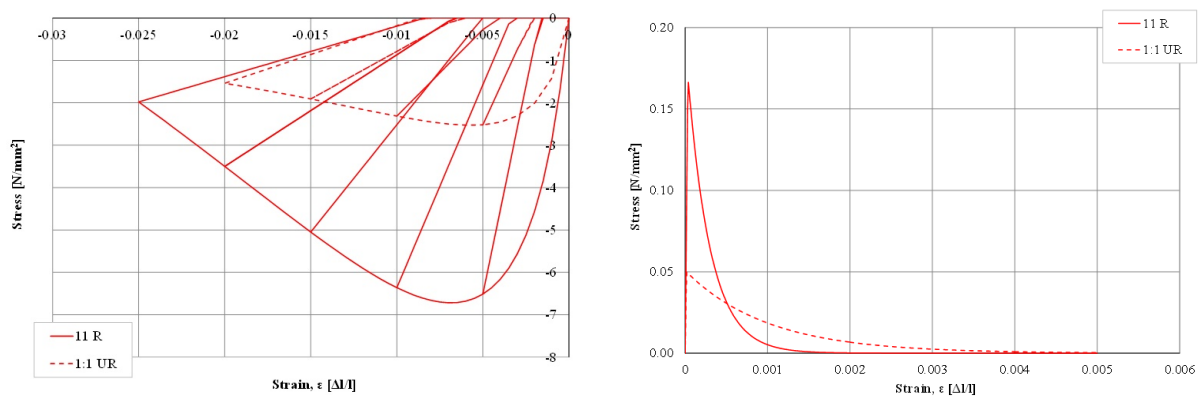 -0.03 -0.025 -0.02 -0.015 -0.01 -0.005 0
0
-1
-2
-3
-4
-5
-6
-7
-8
Stress [N/mm²]
11 R
1:1 UR
Strain, ε [Δl/l]
11 R
1:1 UR
0.20
0.15
0.10
0.05
0.00
Stress [N/mm²]
0 0.001 0.002 0.003 0.004 0.005 0.006
Strain, ε [Δl/l]